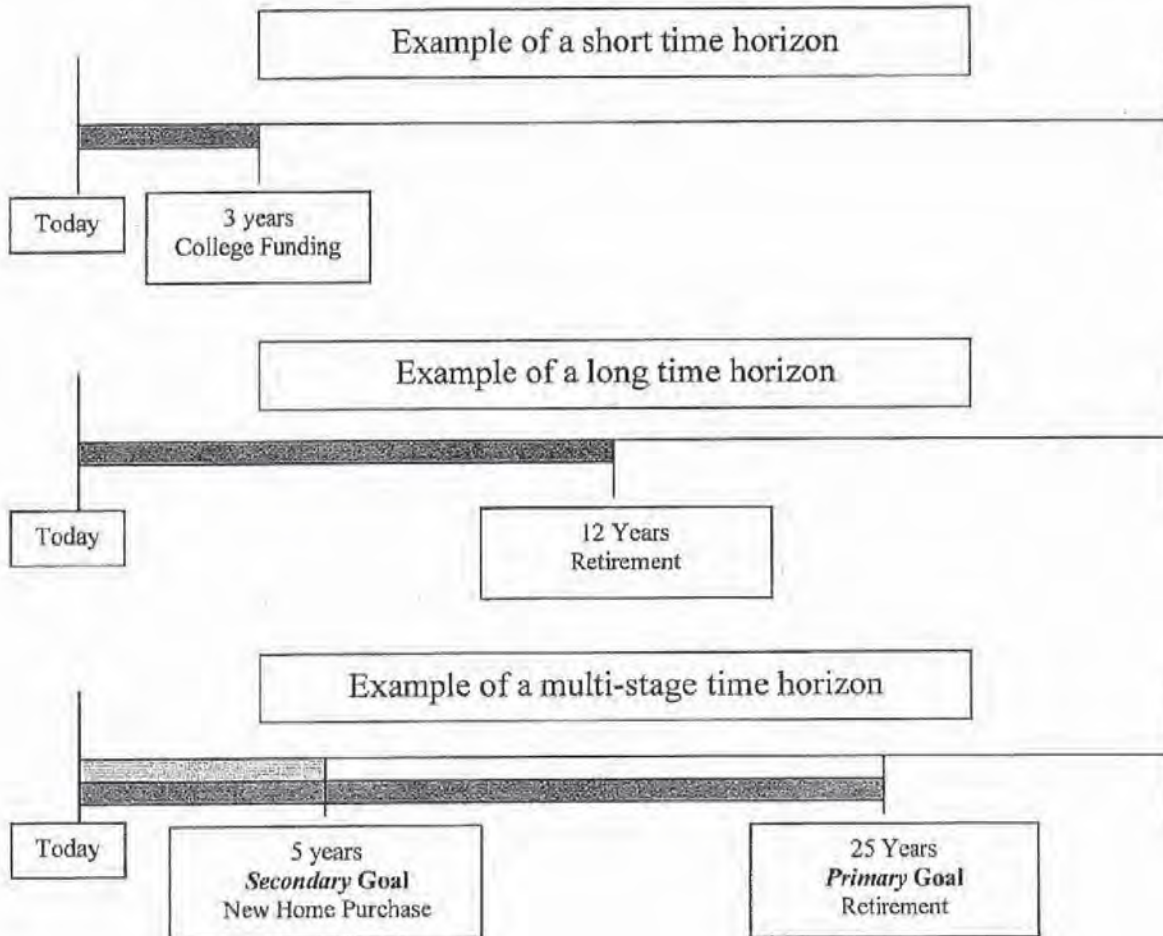 Example of a short time horizon
Today
3 years
College Funding
Example of a long time horizon
Today
12 Years
Retirement
Example of a multi-stage time horizon
Today
5 years
Secondary Goal
New Home Purchase
25 Years
Primary Goal
Retirement